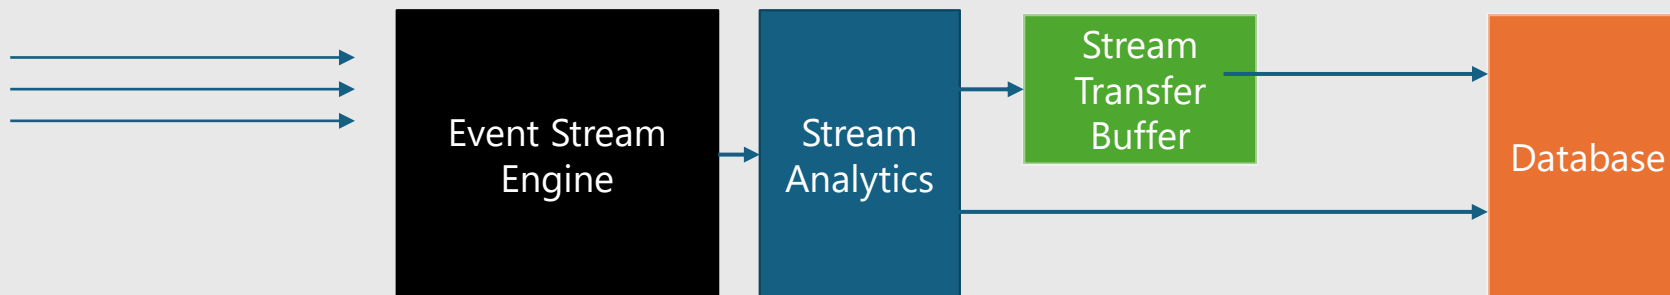 Event Stream
Engine
Stream
Analytics
Stream
Transfer
Buffer
Database